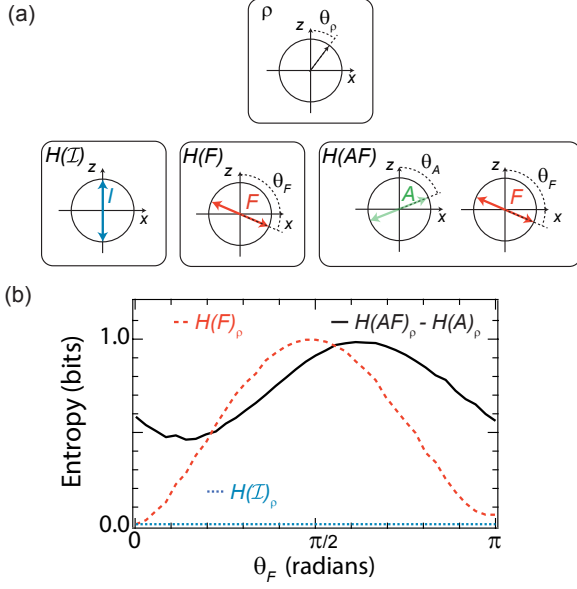 (a)
ρ
z θρ
x
H(I) H(F) H(AF)
z I x
z θF F x
z θA A x
z θF F x
(b)
H(F)ρ H(AF)ρ - H(A)ρ
1.0
Entropy (bits)
H(I)ρ
0.0
0 π/2 π
θF (radians)